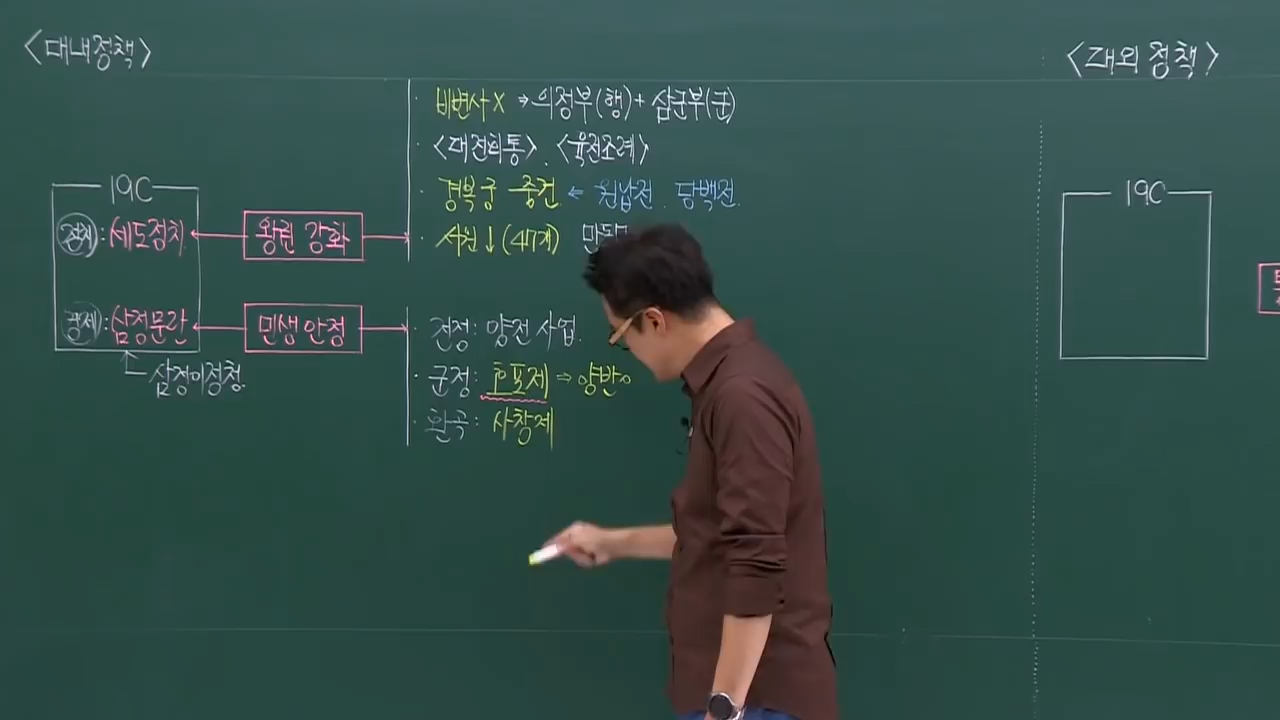 <대내정책>
19C
정치: 세도정치
경제: 삼정문란
삼정이정청
왕권 강화
민생안정
· 비변사 X → 의정부(행) + 삼군부(군)
· <대전회통>, <육전조례>
· 경복궁 중건 ⇐ 원납전, 당백전
· 서원↓(47개)
· 전정: 양전사업
· 군정: 호포제 ⇒ 양반○
· 환곡: 사창제
<대외정책>
19C